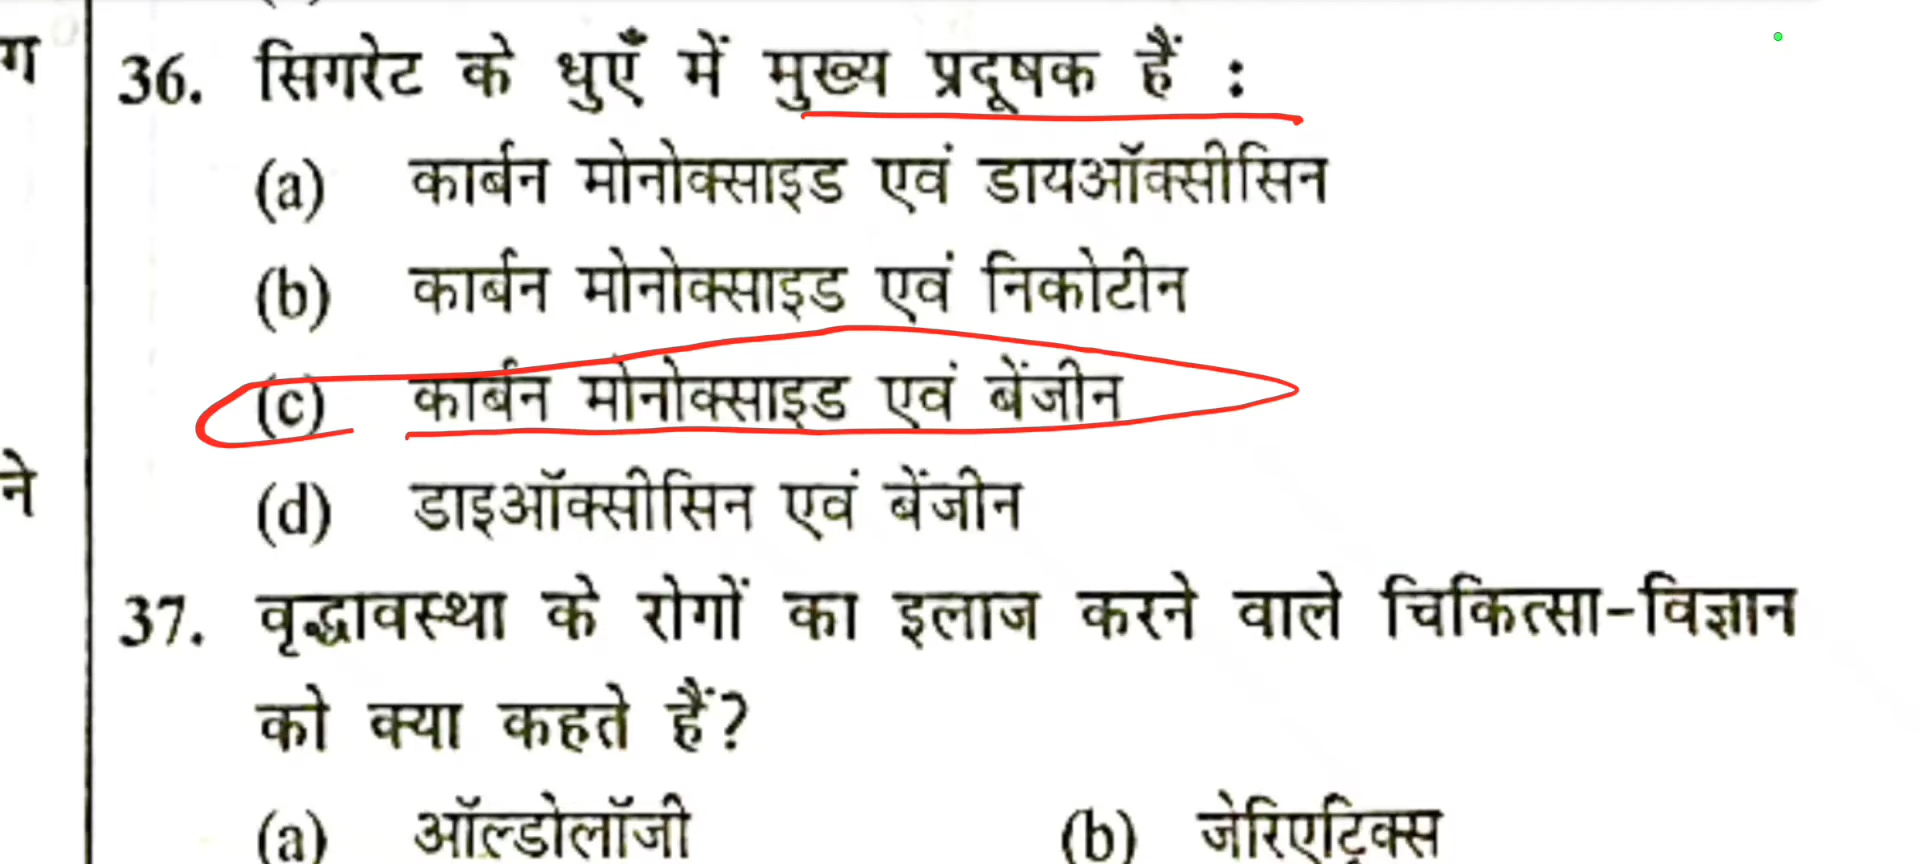 ग
36. सिगरेट के धुएँ में मुख्य प्रदूषक हैं :
(a) कार्बन मोनोक्साइड एवं डायऑक्सीसिन
(b) कार्बन मोनोक्साइड एवं निकोटीन
(c) कार्बन मोनोक्साइड एवं बेंजीन
ने
(d) डाइऑक्सीसिन एवं बेंजीन
37. वृद्धावस्था के रोगों का इलाज करने वाले चिकित्सा-विज्ञान
को क्या कहते हैं?
(a) ऑल्डोलॉजी (b) जेरिएट्रिक्स